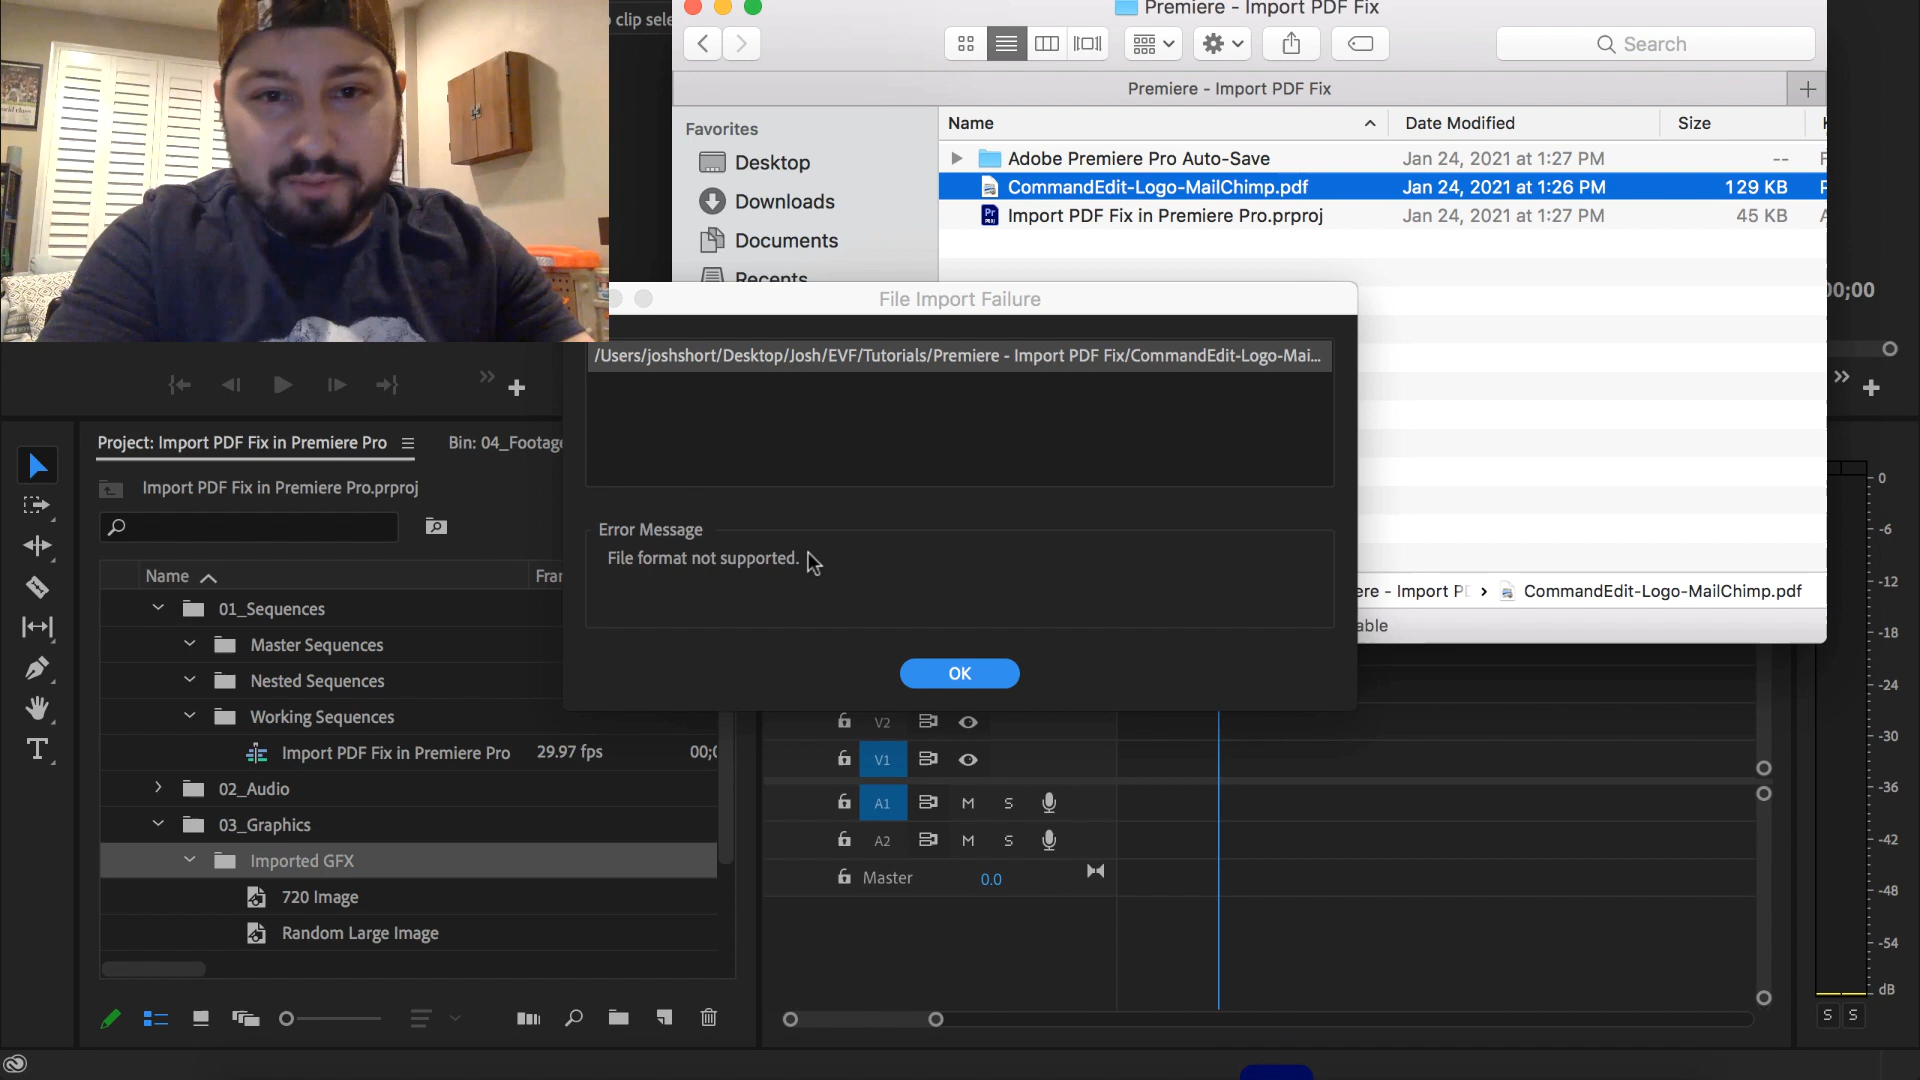 clip sele
Premiere - Import PDF Fix
Search
Premiere - Import PDF Fix
Favorites
Name
Date Modified
Size
Desktop
Adobe Premiere Pro Auto-Save
Jan 24, 2021 at 1:27 PM
--
CommandEdit-Logo-MailChimp.pdf
Jan 24, 2021 at 1:26 PM
129 KB
Downloads
Import PDF Fix in Premiere Pro.prproj
Jan 24, 2021 at 1:27 PM
45 KB
Documents
Recents
00;00
File Import Failure
/Users/joshshort/Desktop/Josh/EVF/Tutorials/Premiere - Import PDF Fix/CommandEdit-Logo-Mai...
Project: Import PDF Fix in Premiere Pro
Bin: 04_Footage
Import PDF Fix in Premiere Pro.prproj
Error Message
File format not supported.
Name
Fra
ere - Import P
CommandEdit-Logo-MailChimp.pdf
able
01_Sequences
Master Sequences
OK
Nested Sequences
Working Sequences
V2
Import PDF Fix in Premiere Pro
29.97 fps
00;0
V1
02_Audio
A1
M
S
03_Graphics
A2
M
S
Imported GFX
Master
0.0
720 Image
Random Large Image
0
-6
-12
-18
-24
-30
-36
-42
-48
-54
dB
S
S